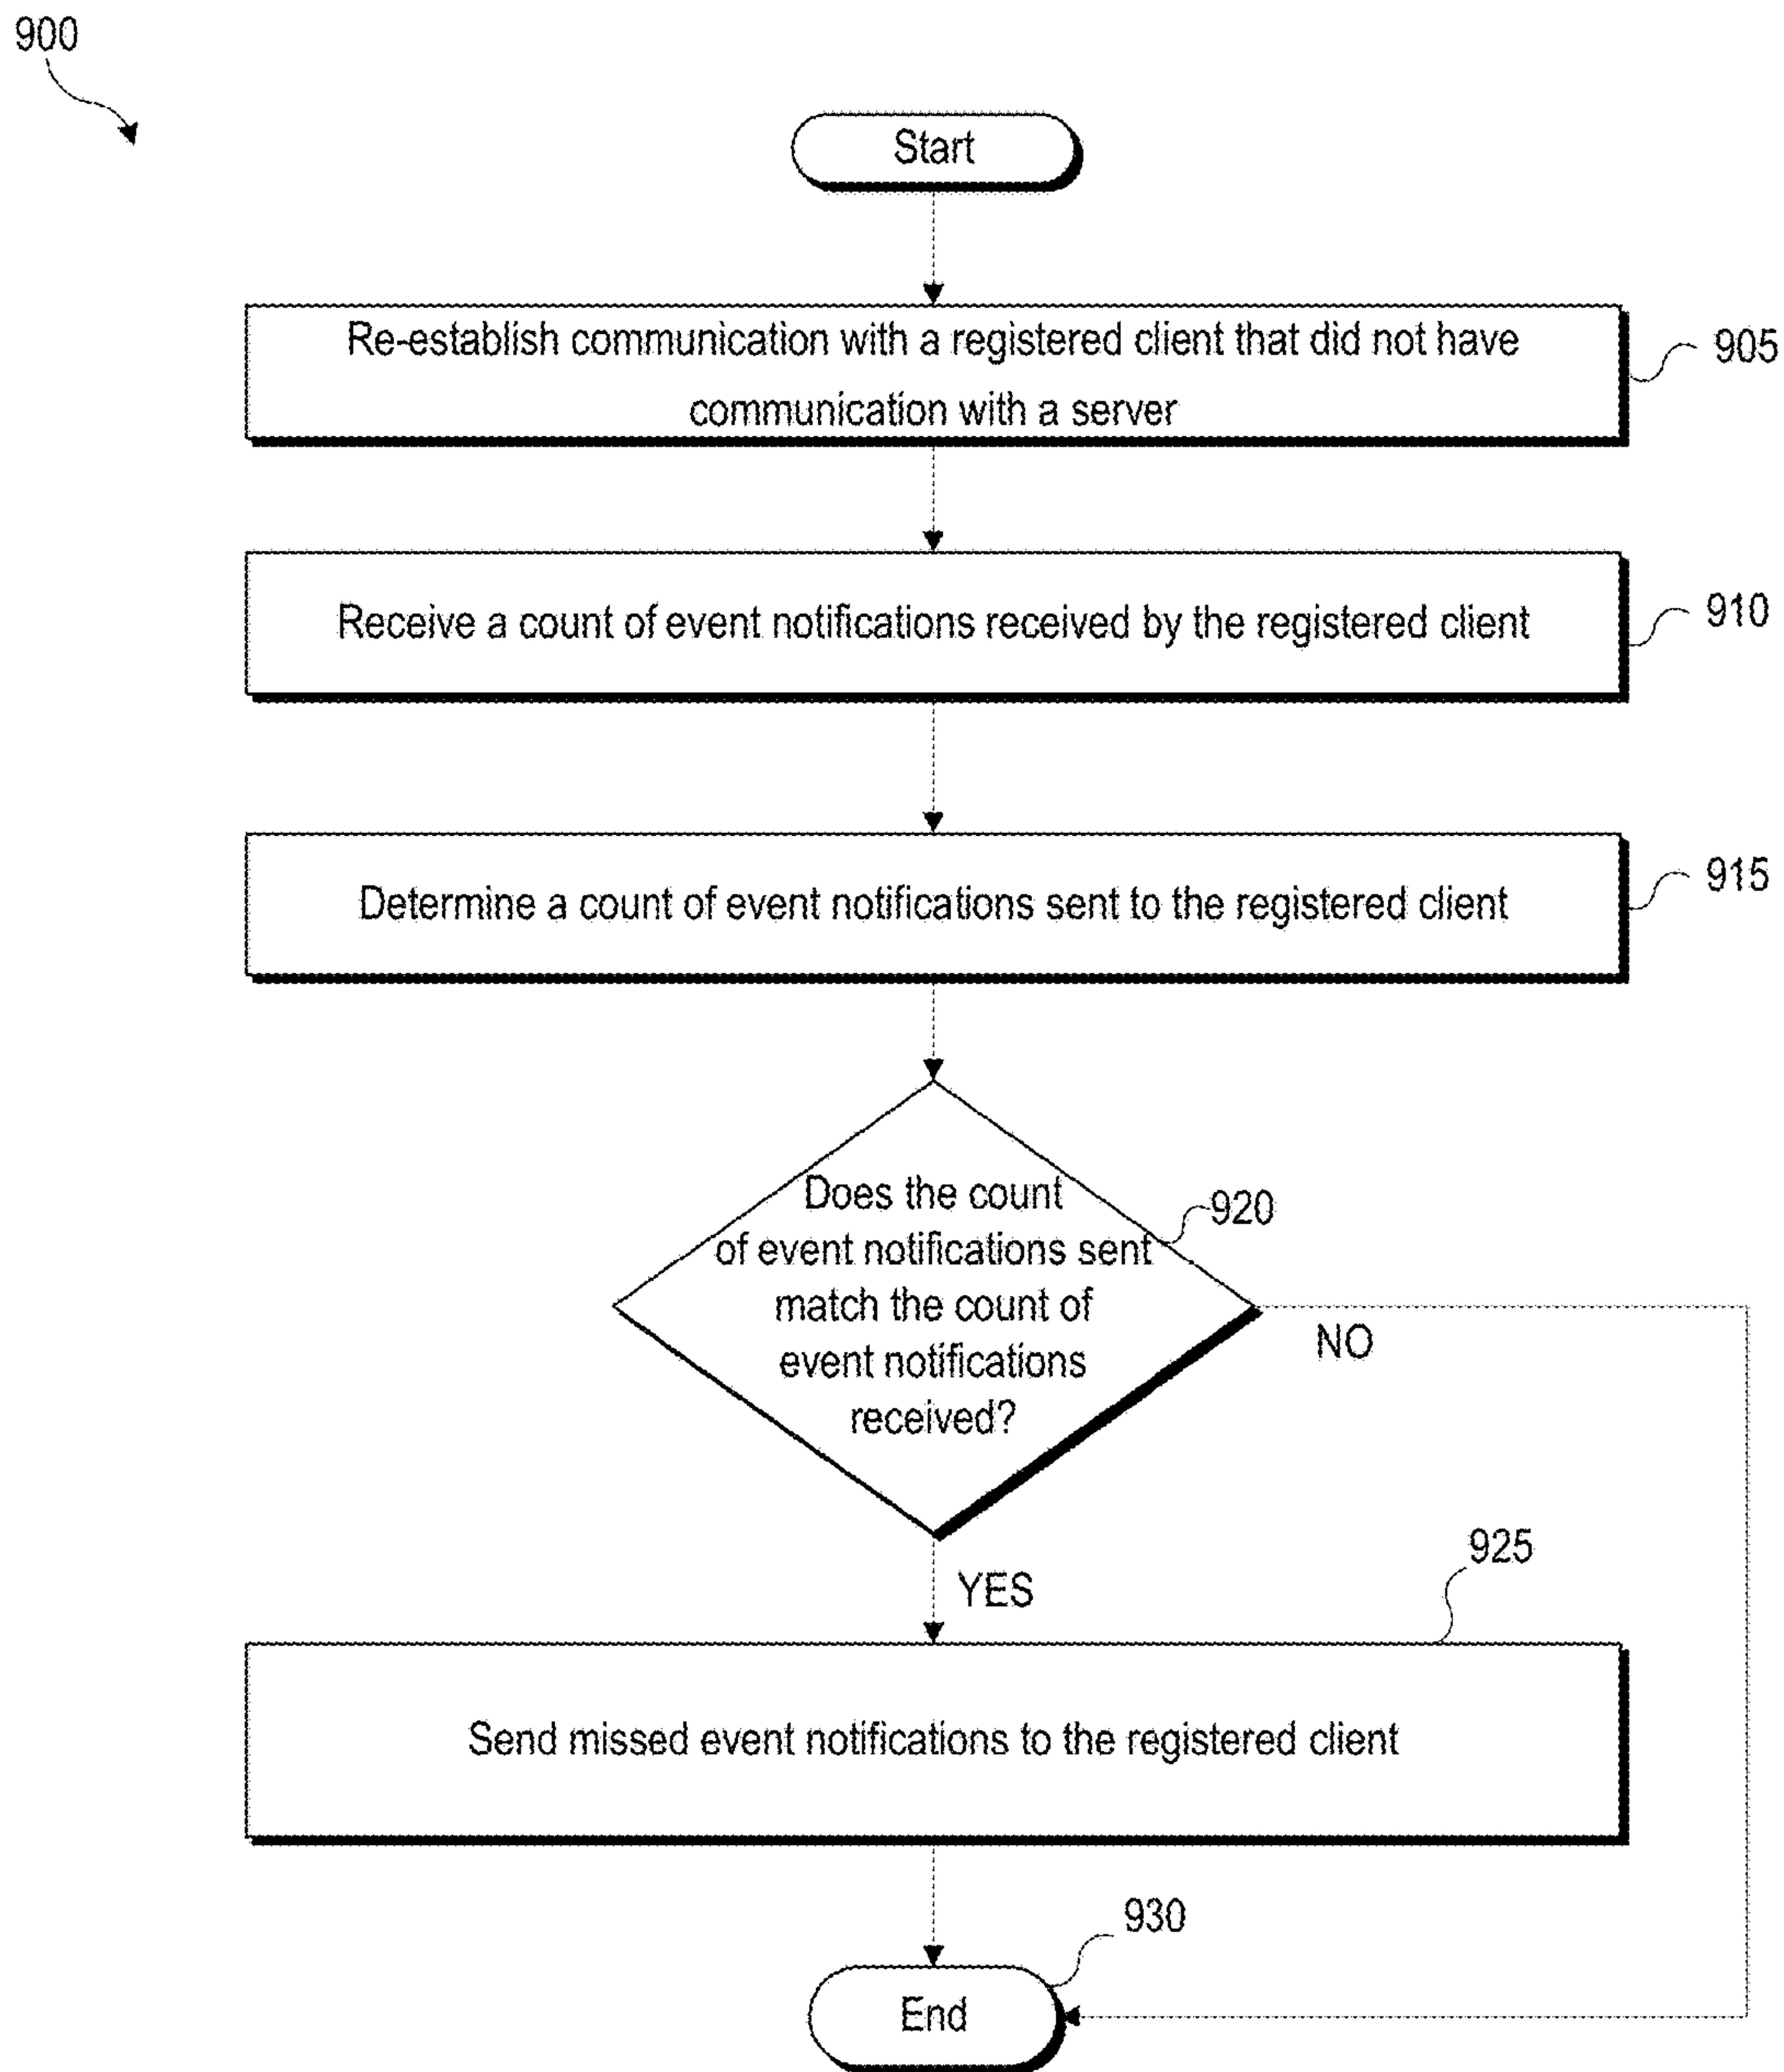 900
Start
Re-establish communication with a registered client that did not have
communication with a server
905
Receive a count of event notifications received by the registered client
910
Determine a count of event notifications sent to the registered client
915
Does the count
of event notifications sent
match the count of
event notifications
received?
920
NO
YES
925
Send missed event notifications to the registered client
930
End